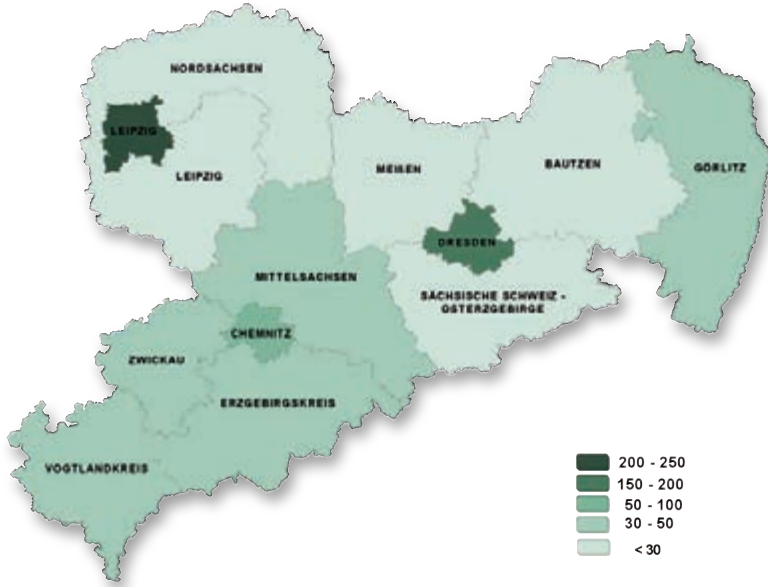 NORDSACHSEN
LEIPZIG
LEIPZIG
MEIßEN
BAUTZEN
GÖRLITZ
DRESDEN
MITTELSACHSEN
SÄCHSISCHE SCHWEIZ -
OSTERZGEBIRGE
CHEMNITZ
ZWICKAU
ERZGEBIRGSKREIS
VOGTLANDKREIS
200 - 250
150 - 200
50 - 100
30 - 50
< 30